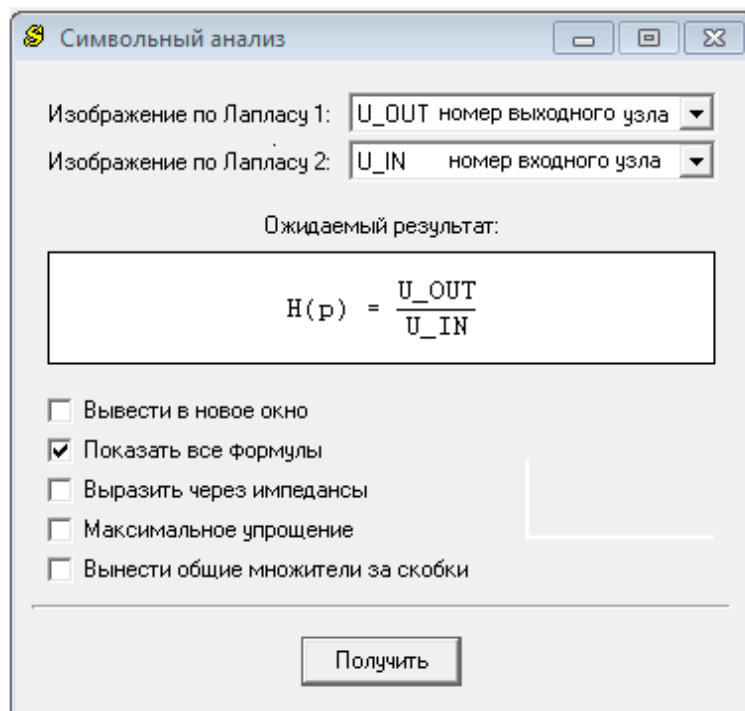 Символьный анализ
Изображение по Лапласу 1: U_OUT номер выходного узла
Изображение по Лапласу 2: U_IN номер входного узла
Ожидаемый результат:
H(p) = U_OUT
U_IN
Вывести в новое окно
Показать все формулы
Выразить через импедансы
Максимальное упрощение
Вынести общие множители за скобки
Получить